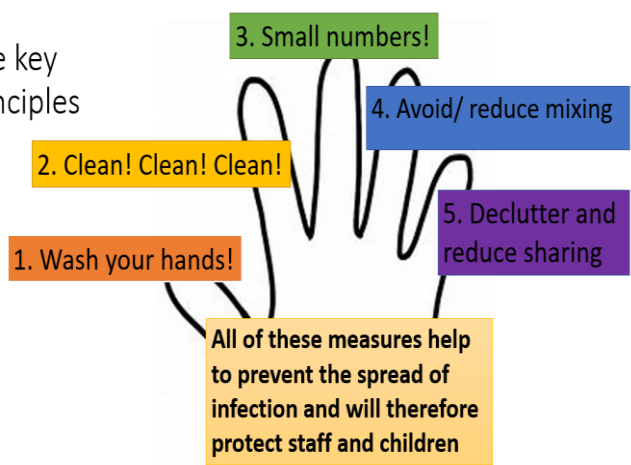 e key
nciples
3. Small numbers!
4. Avoid/ reduce mixing
2. Clean! Clean! Clean!
5. Declutter and
reduce sharing
1. Wash your hands!
All of these measures help
to prevent the spread of
infection and will therefore
protect staff and children